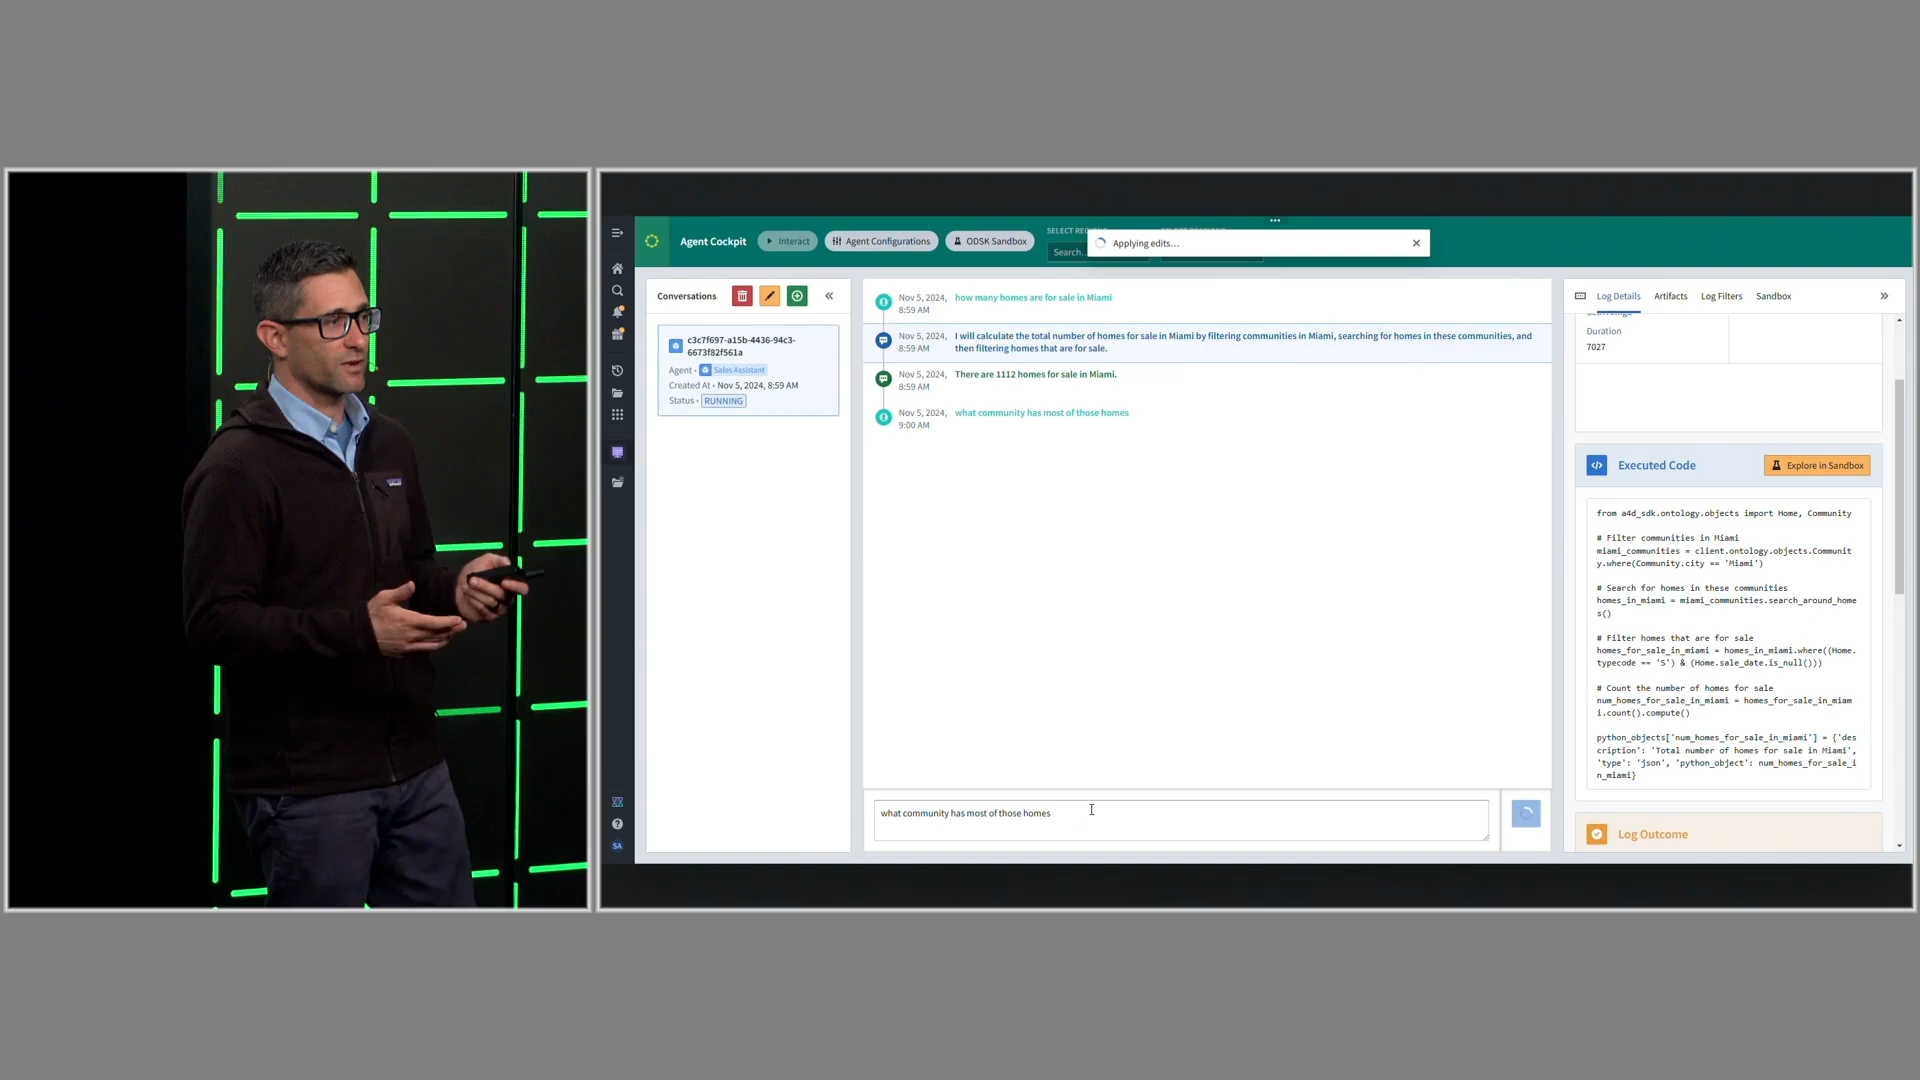 Agent Cockpit
Interact
Agent Configurations
ODSK Sandbox
Search...
Applying edits...
Conversations
c3c7f697-a15b-4436-94c3-
6673f82f561a
Agent • Sales Assistant
Created At • Nov 5, 2024, 8:59 AM
Status • RUNNING
Nov 5, 2024,
8:59 AM
how many homes are for sale in Miami
Nov 5, 2024,
8:59 AM
I will calculate the total number of homes for sale in Miami by filtering communities in Miami, searching for homes in these communities, and
then filtering homes that are for sale.
Nov 5, 2024,
8:59 AM
There are 1112 homes for sale in Miami.
Nov 5, 2024,
9:00 AM
what community has most of those homes
what community has most of those homes
SA
Log Details
Artifacts
Log Filters
Sandbox
Duration
7027
Executed Code
Explore in Sandbox
from a4d_sdk.ontology.objects import Home, Community
# Filter communities in Miami
miami_communities = client.ontology.objects.Communit
y.where(Community.city == 'Miami')
# Search for homes in these communities
homes_in_miami = miami_communities.search_around_home
s()
# Filter homes that are for sale
homes_for_sale_in_miami = homes_in_miami.where((Home.
typecode == 'S') & (Home.sale_date.is_null()))
# Count the number of homes for sale
num_homes_for_sale_in_miami = homes_for_sale_in_miam
i.count().compute()
python_objects['num_homes_for_sale_in_miami'] = {'des
cription': 'Total number of homes for sale in Miami',
'type': 'json', 'python_object': num_homes_for_sale_i
n_miami}
Log Outcome